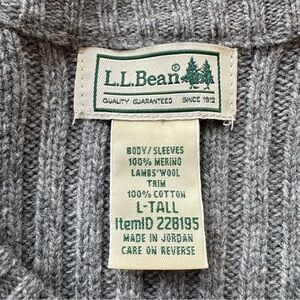 L.L.Bean®
QUALITY GUARANTEED SINCE 1912
BODY/SLEEVES
100% MERINO
LAMBS'WOOL
TRIM
100% COTTON
L-TALL
ItemID 228195
MADE IN JORDAN
CARE ON REVERSE